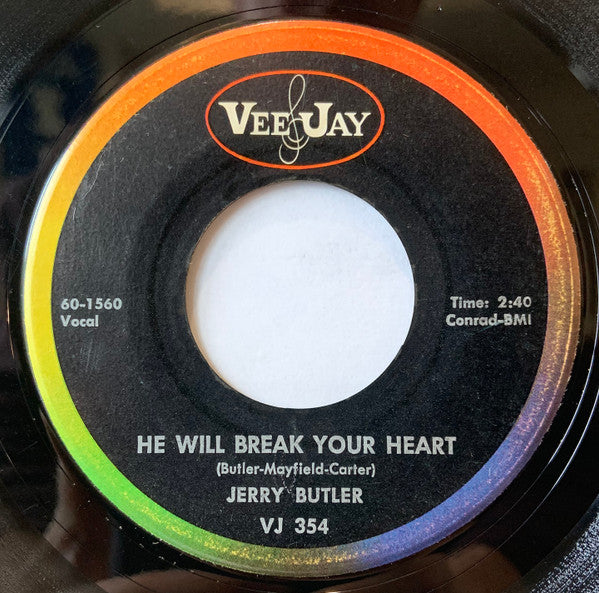 VEE JAY
60-1560
Vocal
Time: 2:40
Conrad-BMI
HE WILL BREAK YOUR HEART
(Butler-Mayfield-Carter)
JERRY BUTLER
VJ 354